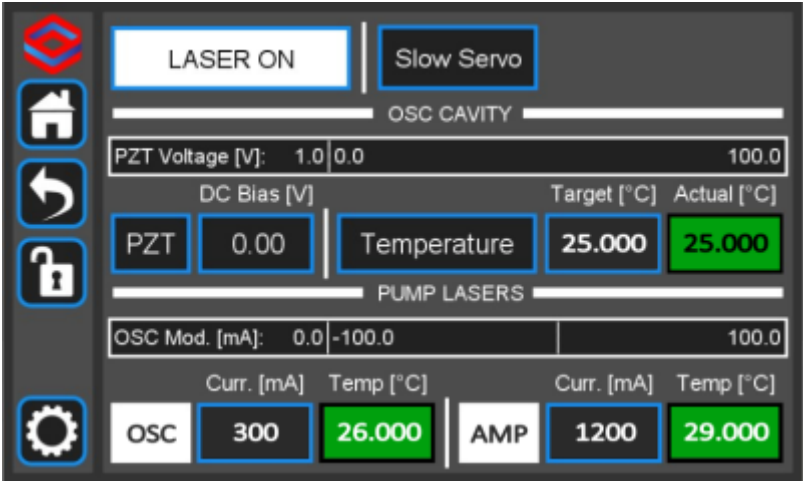 LASER ON Slow Servo
OSC CAVITY
PZT Voltage [V]: 1.0 0.0 100.0
DC Bias [V] Target [°C] Actual [°C]
PZT 0.00 Temperature 25.000 25.000
PUMP LASERS
OSC Mod. [mA]: 0.0 -100.0 100.0
Curr. [mA] Temp [°C] Curr. [mA] Temp [°C]
OSC 300 26.000 AMP 1200 29.000